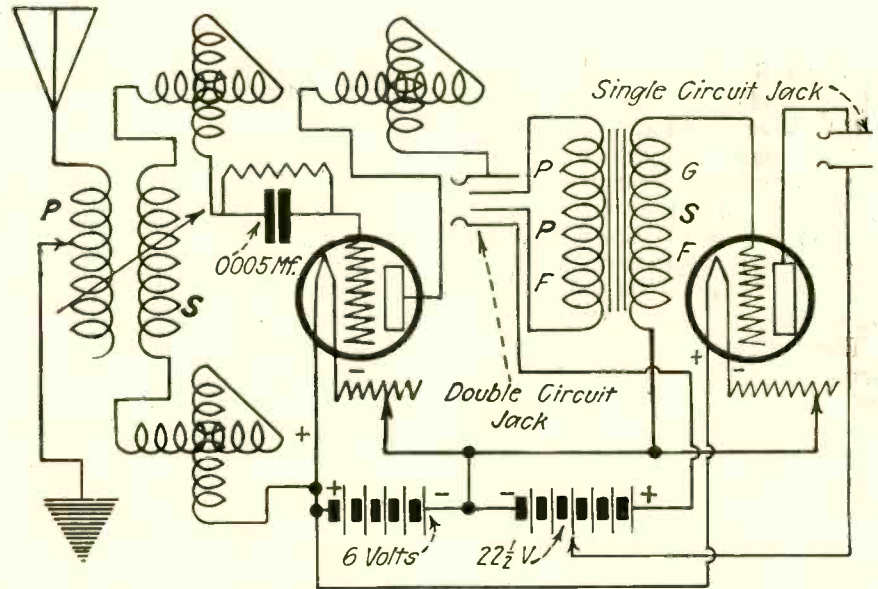 Single Circuit Jack
P
S
.0005 Mf.
P
P
F
G
S
F
Double Circuit
Jack
+
-
+
-
+
-
-
+
6 Volts
22½ V.